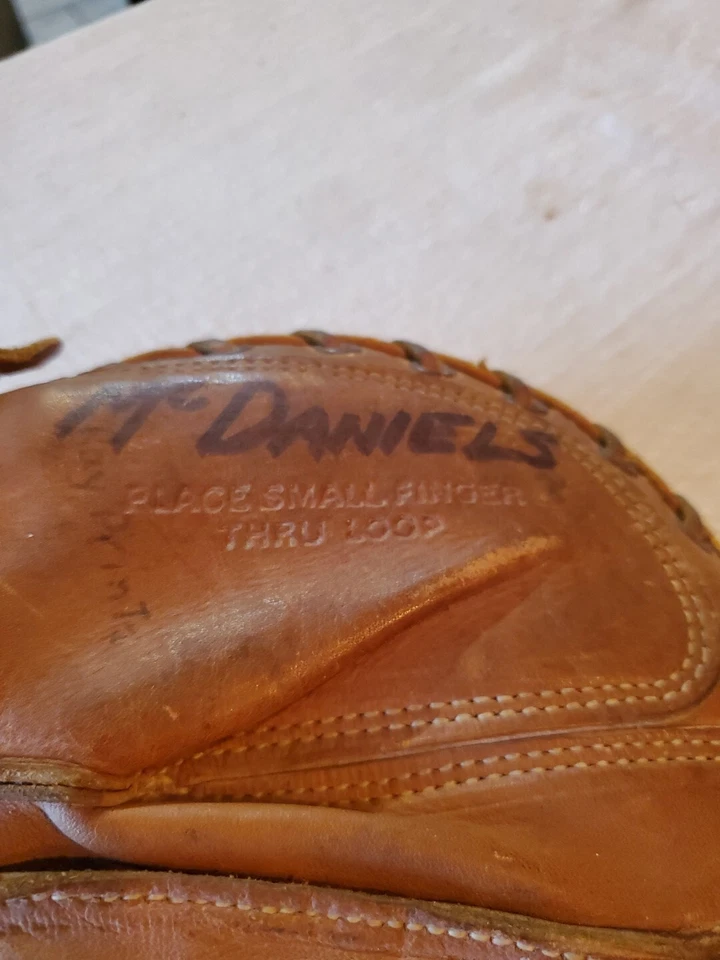 McDANIELS
PLACE SMALL FINGER
THRU LOOP